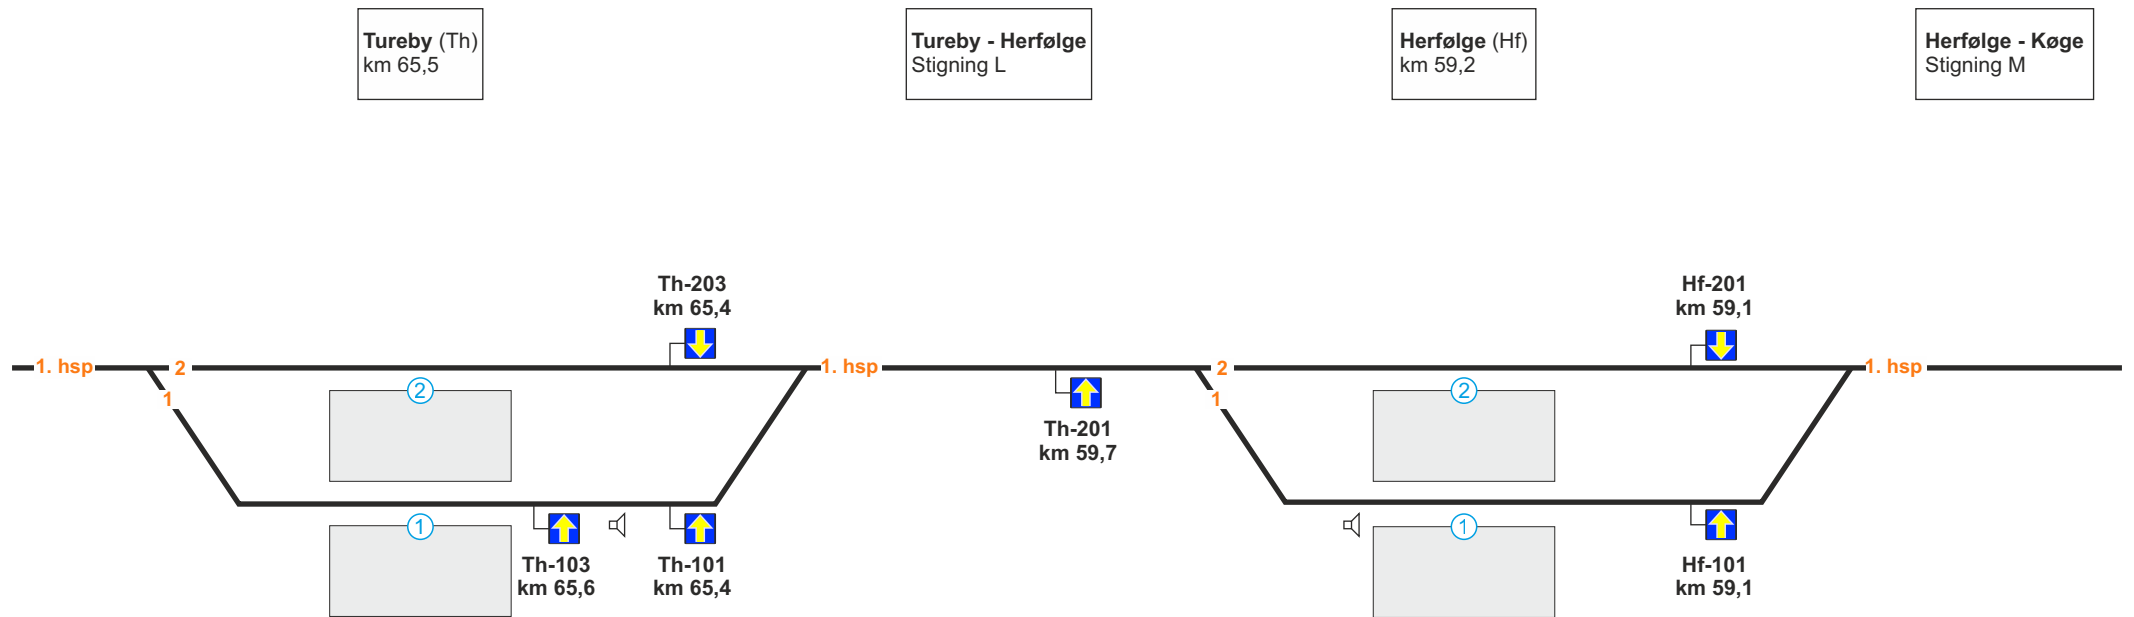 Tureby (Th)
km 65,5
Tureby - Herfølge
Stigning L
Herfølge (Hf)
km 59,2
Herfølge - Køge
Stigning M
Th-203
km 65,4
Hf-201
km 59,1
1. hsp
2
1. hsp
2
1. hsp
1
2
1
2
Th-201
km 59,7
1
1
Th-103
km 65,6
Th-101
km 65,4
Hf-101
km 59,1